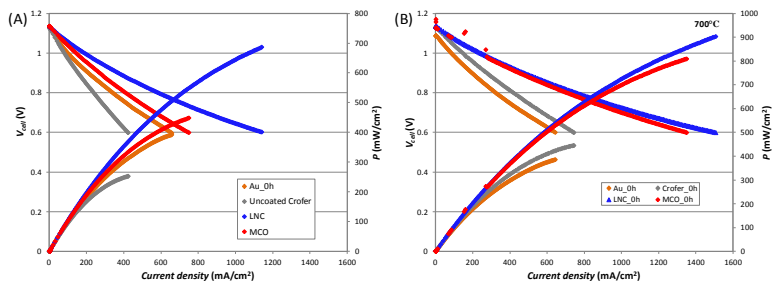 (A)
1.2
1
0.8
0.6
0.4
0.2
0
V_cell (V)
800
700
600
500
400
300
200
100
0
P (mW/cm²)
0 200 400 600 800 1000 1200 1400 1600
Current density (mA/cm²)
Au_0h
Uncoated Crofer
LNC
MCO
(B)
700°C
1.2
1
0.8
0.6
0.4
0.2
0
V_cell (V)
1000
900
800
700
600
500
400
300
200
100
0
P (mW/cm²)
0 200 400 600 800 1000 1200 1400 1600
Current density (mA/cm²)
Au_0h Crofer_0h
LNC_0h MCO_0h